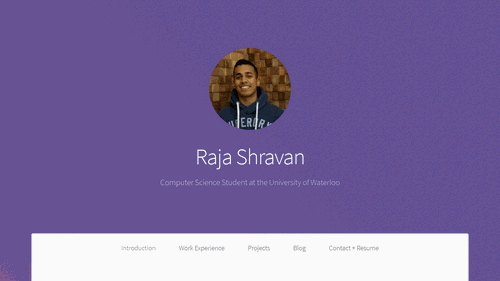 Raja Shravan
Computer Science Student at the University of Waterloo
Introduction Work Experience Projects Blog Contact + Resume